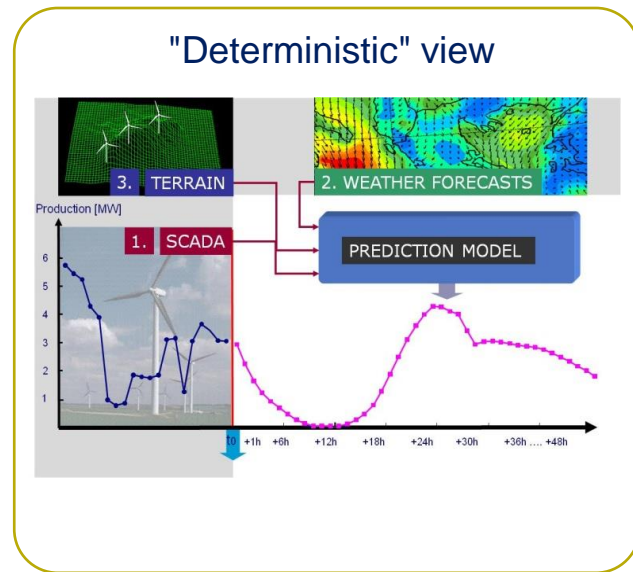 "Deterministic" view
3. TERRAIN
2. WEATHER FORECASTS
Production [MW]
1. SCADA
PREDICTION MODEL
6
5
4
3
2
1
t0 +1h +6h +12h +18h +24h +30h +36h .... +48h